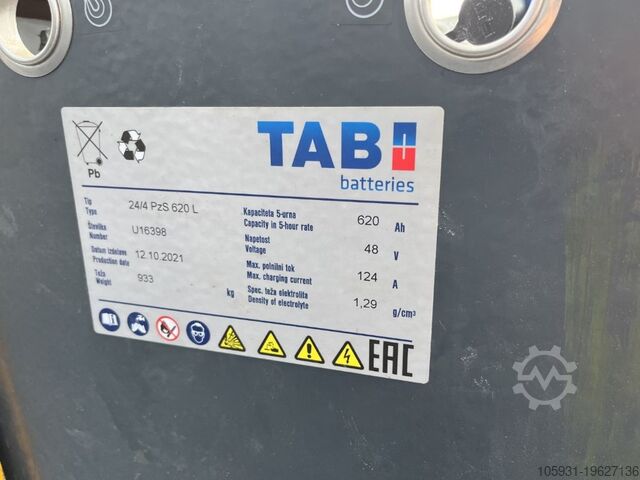 TAB
batteries
Pb
Tip
Type
24/4 PzS 620 L
Številka
Number
U16398
Datum izdelave
Production date
12.10.2021
Teža
Weight
933
kg
Kapaciteta 5-urna
Capacity in 5-hour rate
620
Ah
Napetost
Voltage
48
V
Max. polnilni tok
Max. charging current
124
A
Spec. teža elektrolita
Density of electrolyte
1,29
g/cm³
EAC
105931-19627136